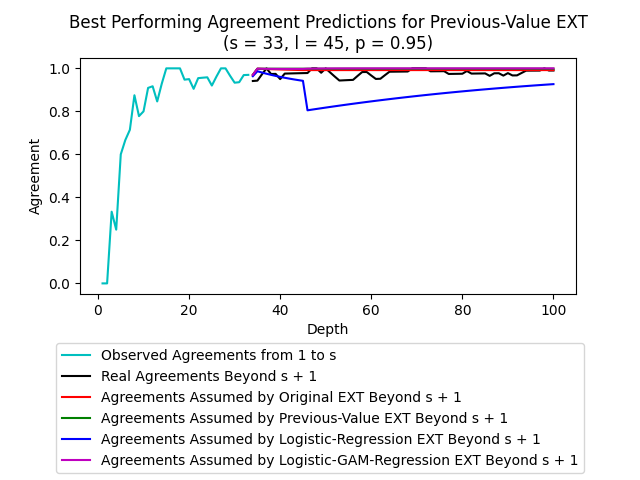 Best Performing Agreement Predictions for Previous-Value EXT
(s = 33, l = 45, p = 0.95)
1.0
0.8
0.6
0.4
0.2
0.0
Agreement
0 20 40 60 80 100
Depth
Observed Agreements from 1 to s
Real Agreements Beyond s + 1
Agreements Assumed by Original EXT Beyond s + 1
Agreements Assumed by Previous-Value EXT Beyond s + 1
Agreements Assumed by Logistic-Regression EXT Beyond s + 1
Agreements Assumed by Logistic-GAM-Regression EXT Beyond s + 1